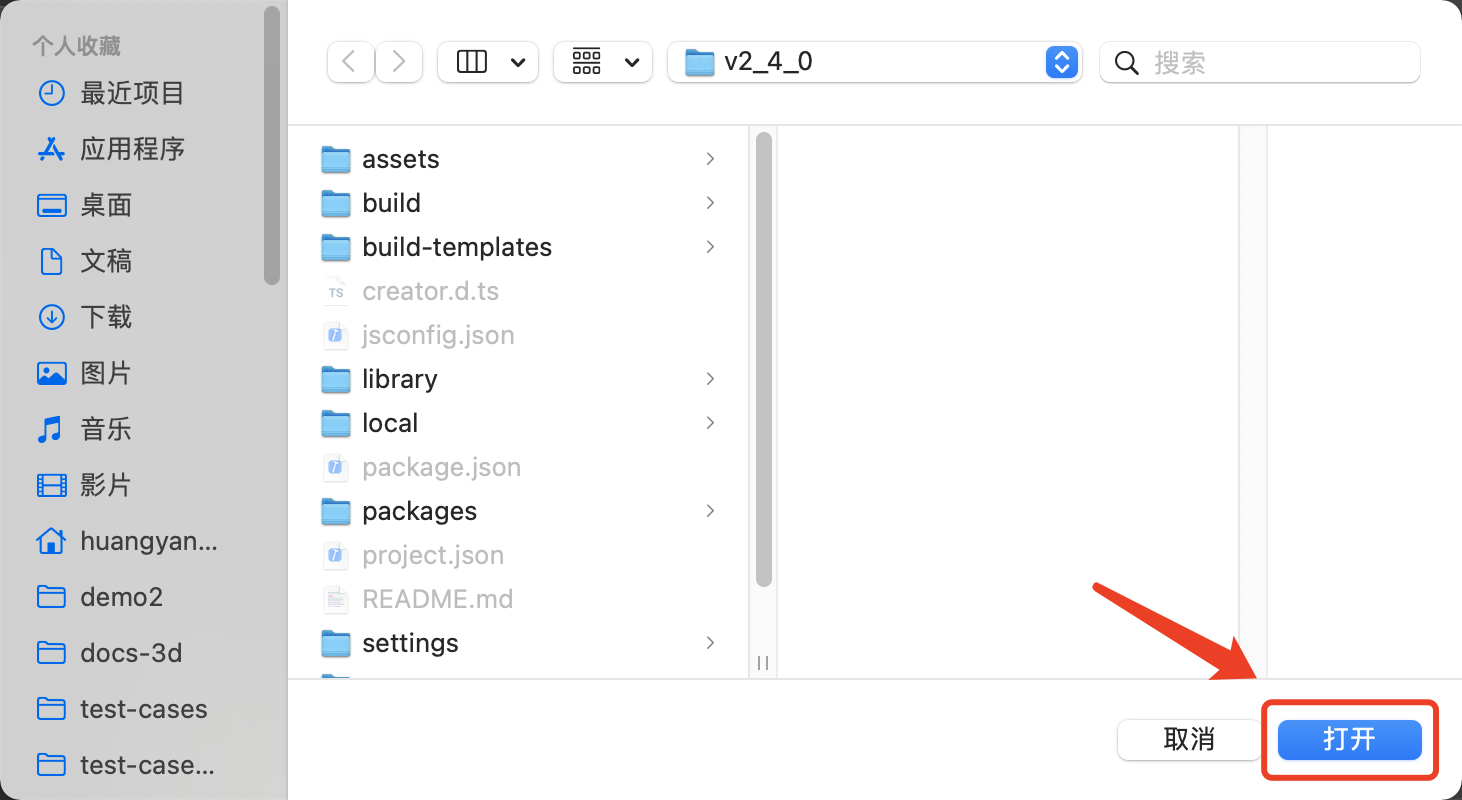 个人收藏
最近项目
应用程序
桌面
文稿
下载
图片
音乐
影片
huangyan...
demo2
docs-3d
test-cases
test-case...
v2_4_0
搜索
assets
build
build-templates
TS creator.d.ts
jsconfig.json
library
local
package.json
packages
project.json
README.md
settings
取消
打开